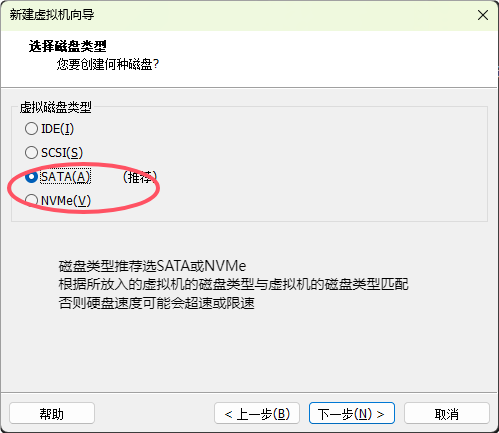 新建虚拟机向导
选择磁盘类型
您要创建何种磁盘?
虚拟磁盘类型
IDE(I)
SCSI(S)
SATA(A) (推荐)
NVMe(V)
磁盘类型推荐选SATA或NVMe
根据所放入的虚拟机的磁盘类型与虚拟机的磁盘类型匹配
否则硬盘速度可能会超速或限速
帮助 < 上一步(B) 下一步(N) > 取消